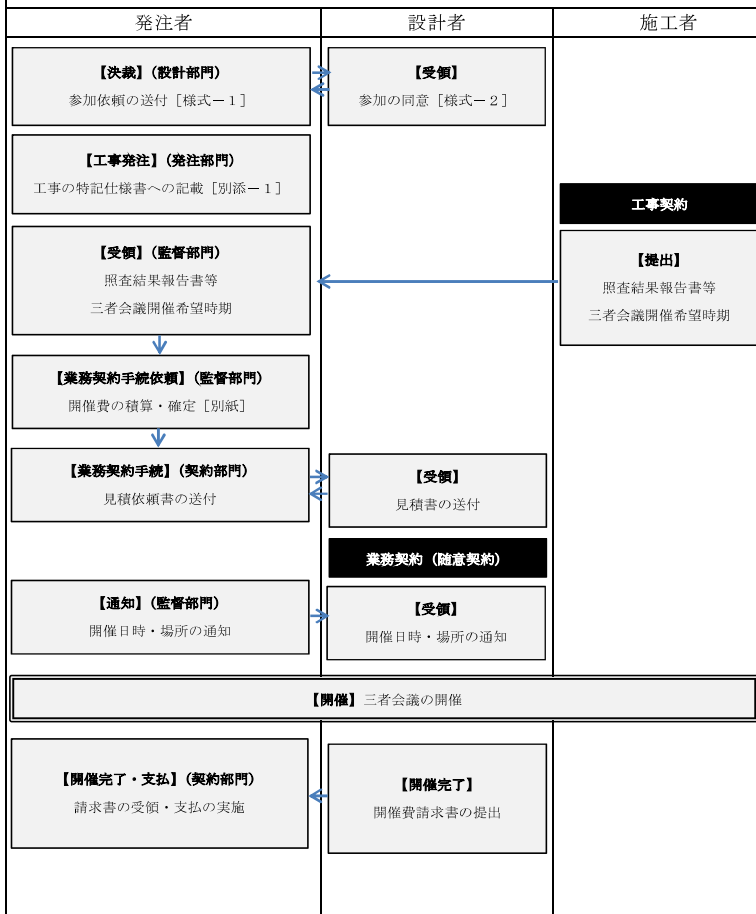 発注者
設計者
施工者
【決裁】（設計部門）
参加依頼の送付［様式－１］
【受領】
参加の同意［様式－２］
【工事発注】（発注部門）
工事の特記仕様書への記載［別添－１］
工事契約
【受領】（監督部門）
照査結果報告書等
三者会議開催希望時期
【提出】
照査結果報告書等
三者会議開催希望時期
【業務契約手続依頼】（監督部門）
開催費の積算・確定［別紙］
【業務契約手続】（契約部門）
見積依頼書の送付
【受領】
見積書の送付
業務契約（随意契約）
【通知】（監督部門）
開催日時・場所の通知
【受領】
開催日時・場所の通知
【開催】三者会議の開催
【開催完了・支払】（契約部門）
請求書の受領・支払の実施
【開催完了】
開催費請求書の提出